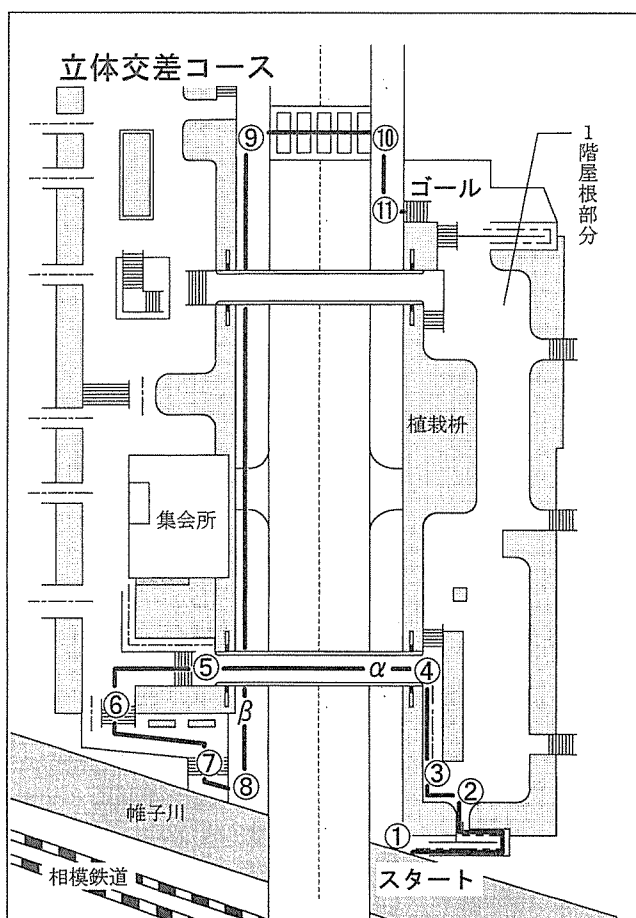 立体交差コース
⑨
⑩
⑪
ゴール
1階屋根部分
植栽枡
集会所
⑤
α
④
⑥
β
⑦
⑧
③
②
①
帷子川
相模鉄道
スタート